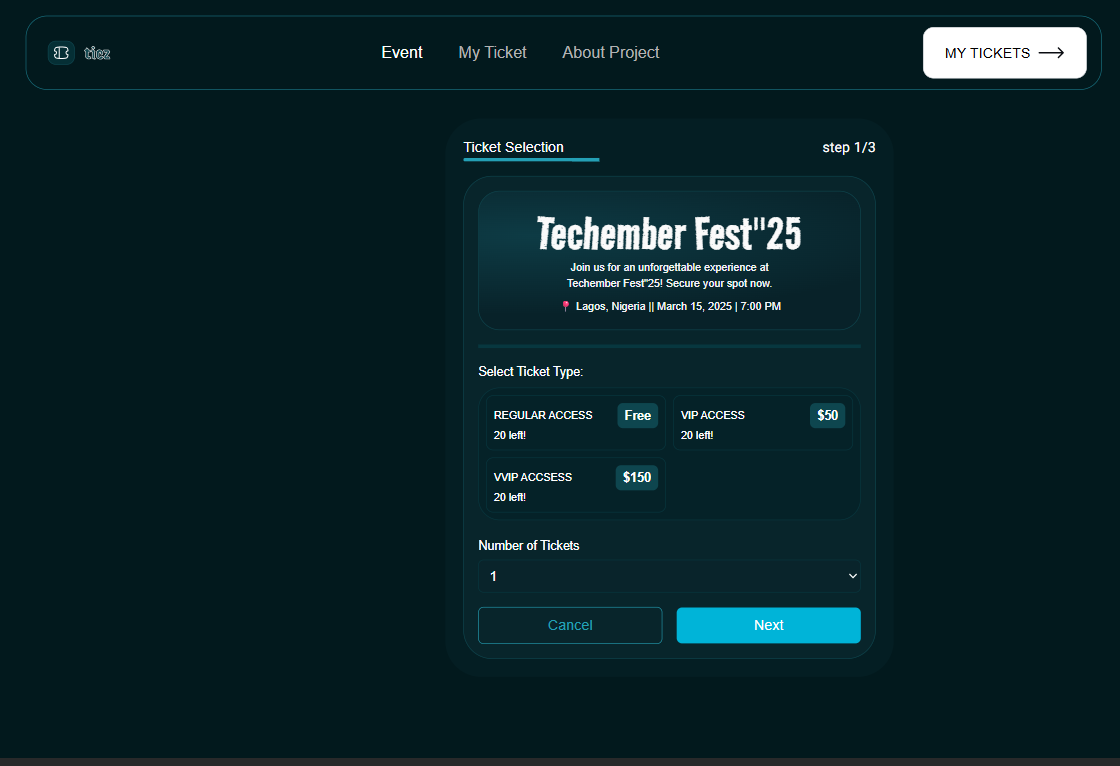 ticz
Event
My Ticket
About Project
MY TICKETS
Ticket Selection
step 1/3
Techember Fest"25
Join us for an unforgettable experience at
Techember Fest"25! Secure your spot now.
📍 Lagos, Nigeria || March 15, 2025 | 7:00 PM
Select Ticket Type:
REGULAR ACCESS
Free
20 left!
VIP ACCESS
$50
20 left!
VVIP ACCSESS
$150
20 left!
Number of Tickets
1
Cancel
Next